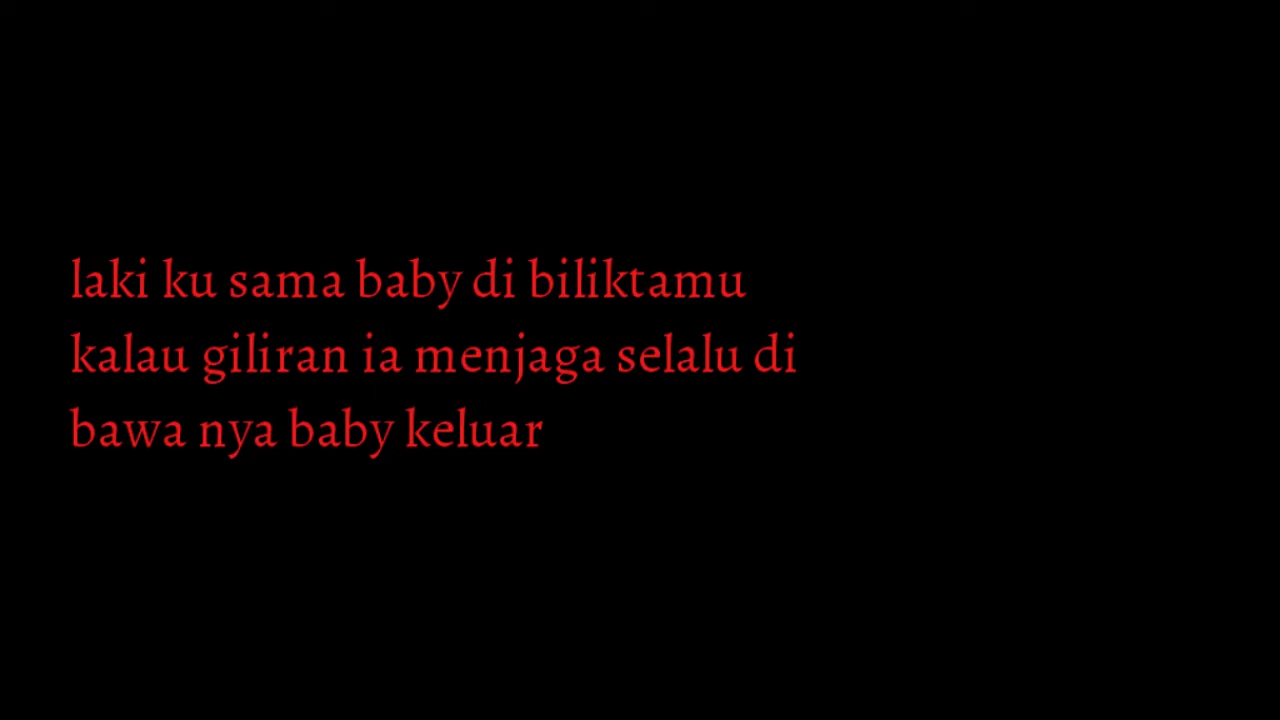 laki ku sama baby di biliktamu
kalau giliran ia menjaga selalu di
bawa nya baby keluar